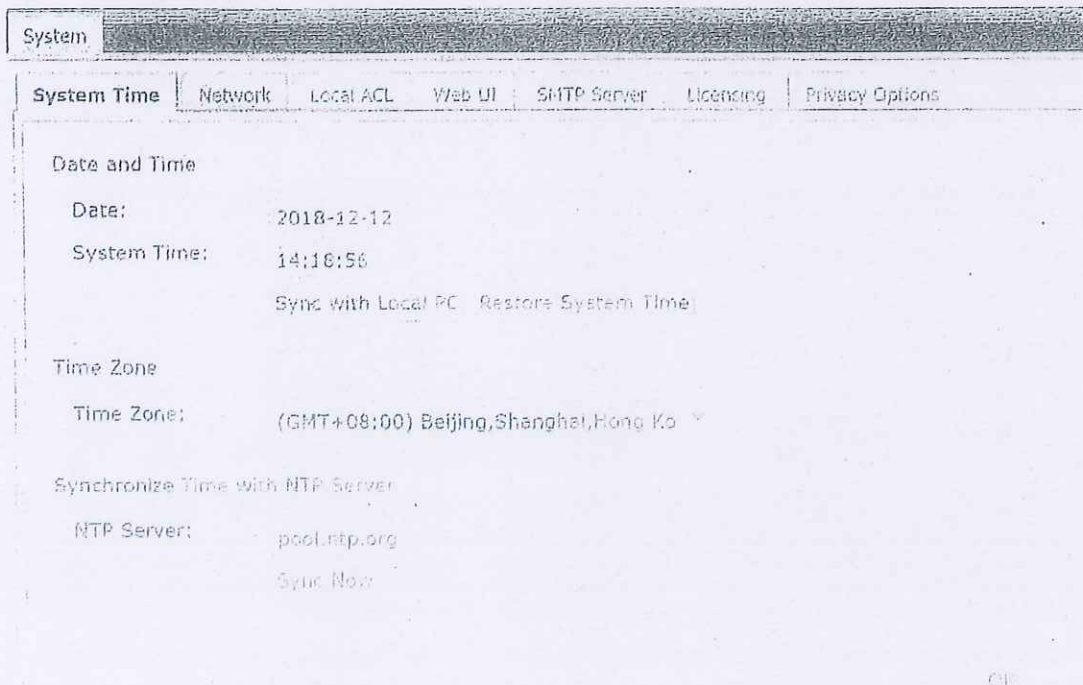 System
System Time Network Local ACL Web UI SMTP Server Licensing Privacy Options
Date and Time
Date: 2018-12-12
System Time: 14:18:56
Sync with Local PC Restore System Time
Time Zone
Time Zone: (GMT+08:00) Beijing,Shanghai,Hong Ko
Synchronize Time with NTP Server
NTP Server: pool.ntp.org
Sync Now